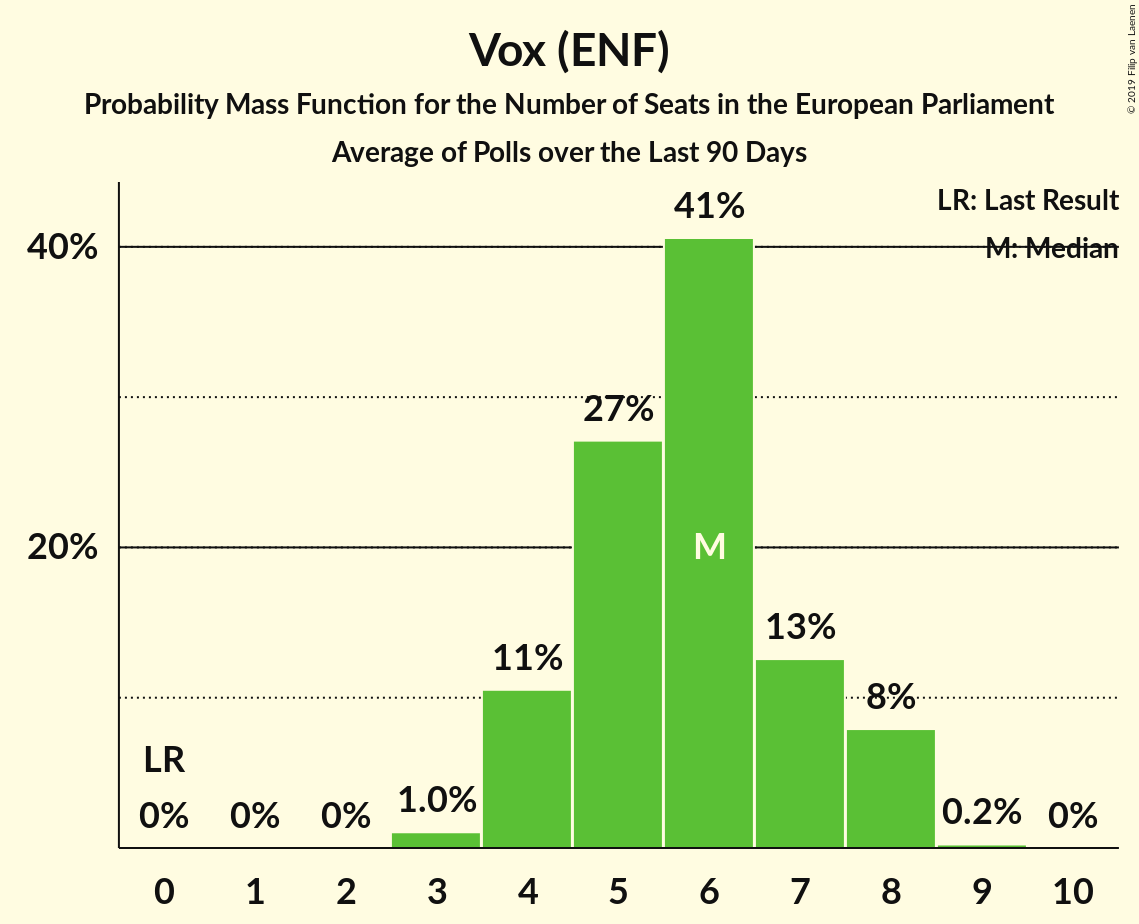 Vox (ENF)
Probability Mass Function for the Number of Seats in the European Parliament
Average of Polls over the Last 90 Days
© 2019 Filip van Laenen
LR: Last Result
M: Median
40%
20%
LR
0%
0%
0%
1.0%
11%
27%
41%
M
13%
8%
0.2%
0%
0 1 2 3 4 5 6 7 8 9 10